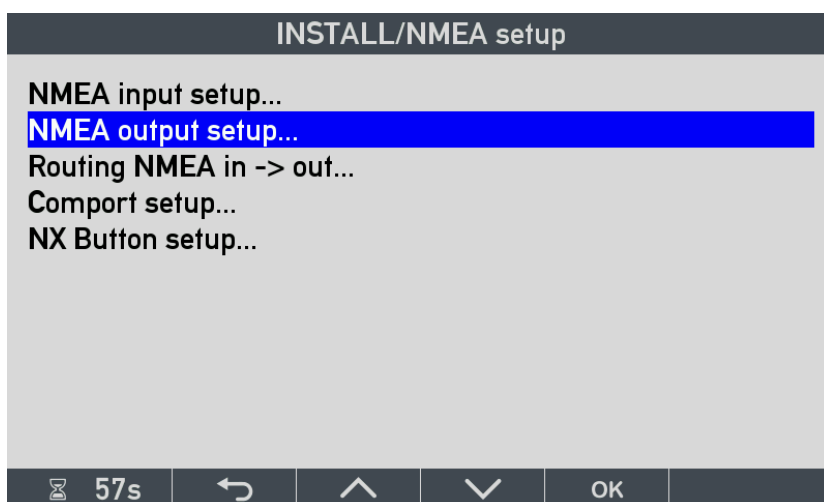 INSTALL/NMEA setup
NMEA input setup...
NMEA output setup...
Routing NMEA in -> out...
Comport setup...
NX Button setup...
57s OK